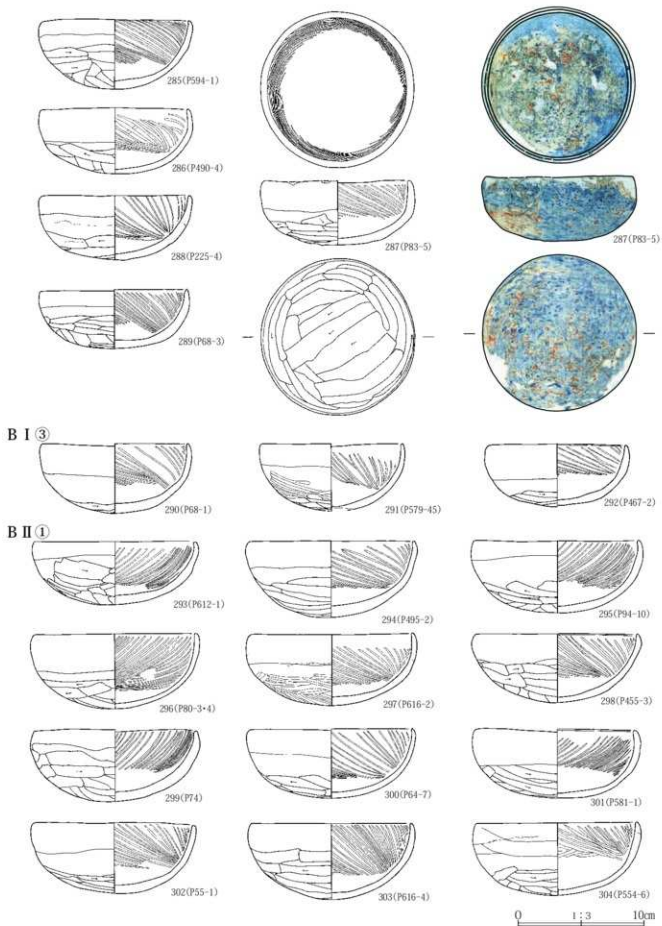 285(P594-1)
286(P490-4)
287(P83-5)
287(P83-5)
288(P225-4)
289(P68-3)
B Ⅰ ③
290(P68-1)
291(P579-45)
292(P467-2)
B Ⅱ ①
293(P612-1)
294(P495-2)
295(P94-10)
296(P80-3•4)
297(P616-2)
298(P455-3)
299(P74)
300(P64-7)
301(P581-1)
302(P55-1)
303(P616-4)
304(P554-6)
0 1:3 10cm